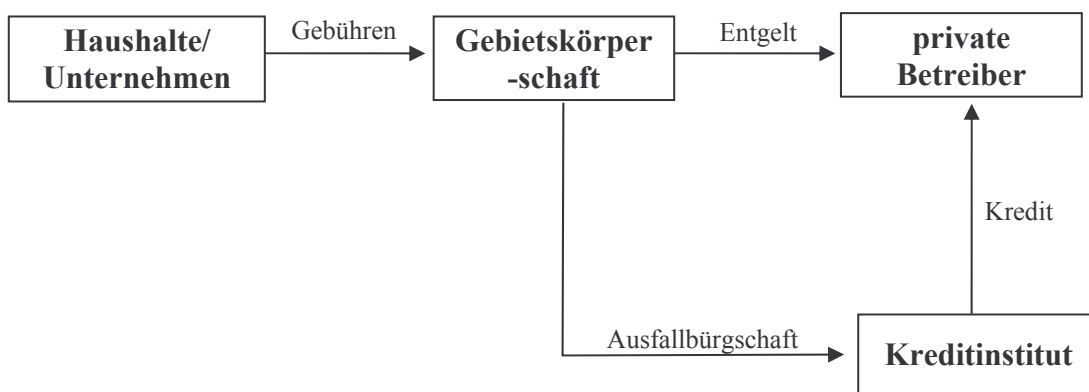 Haushalte/
Unternehmen
Gebühren
Gebietskörper
-schaft
Entgelt
private
Betreiber
Kredit
Ausfallbürgschaft
Kreditinstitut